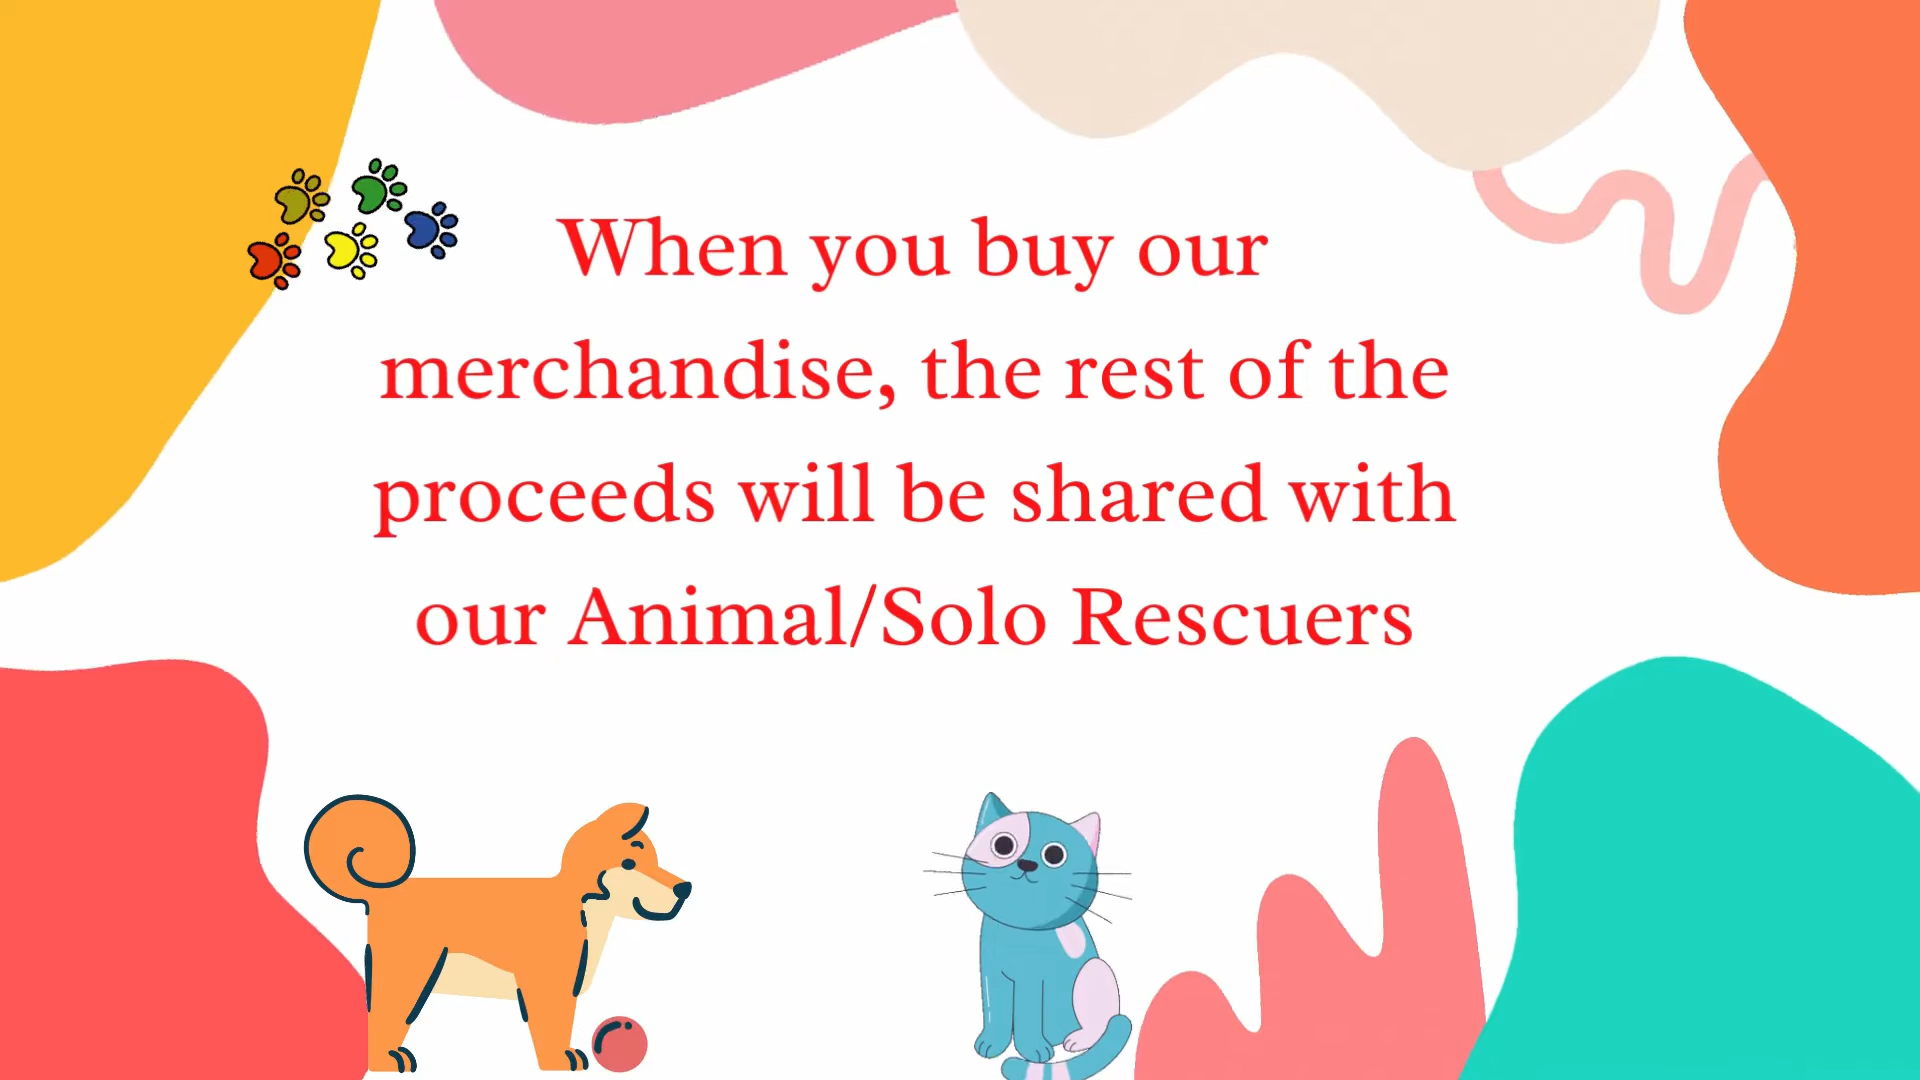 When you buy our
merchandise, the rest of the
proceeds will be shared with
our Animal/Solo Rescuers